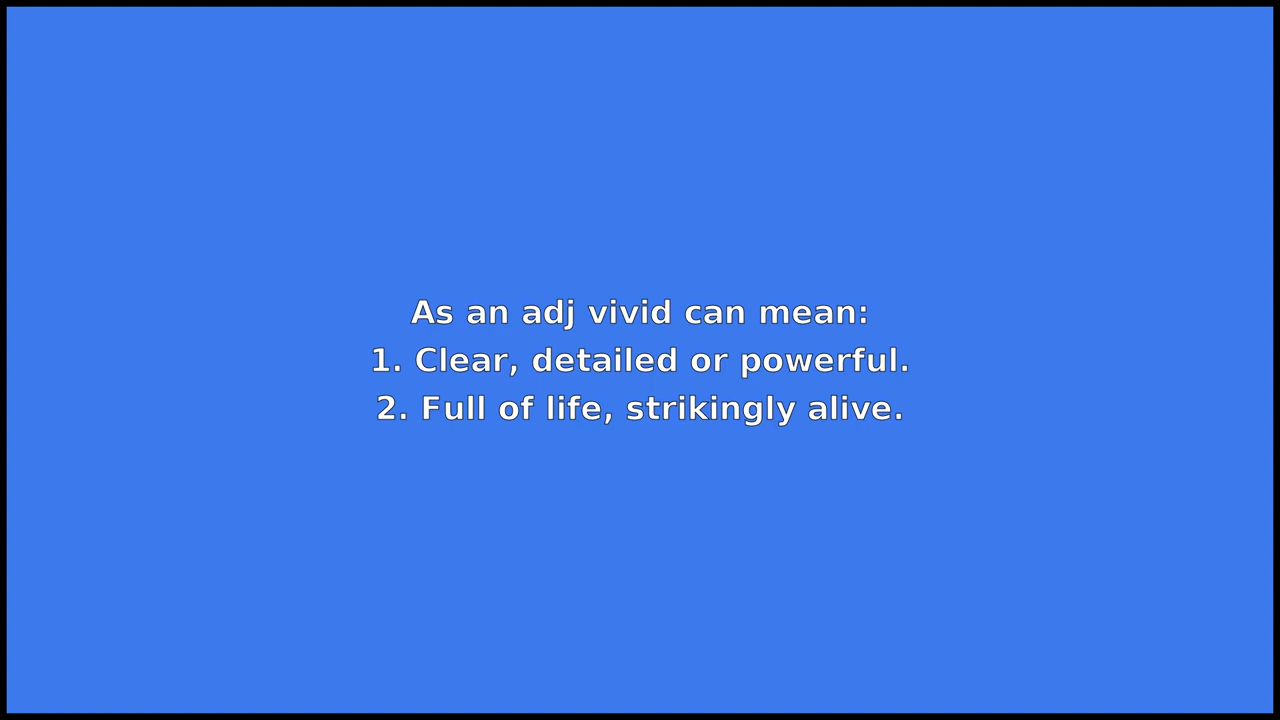 As an adj vivid can mean:
1. Clear, detailed or powerful.
2. Full of life, strikingly alive.